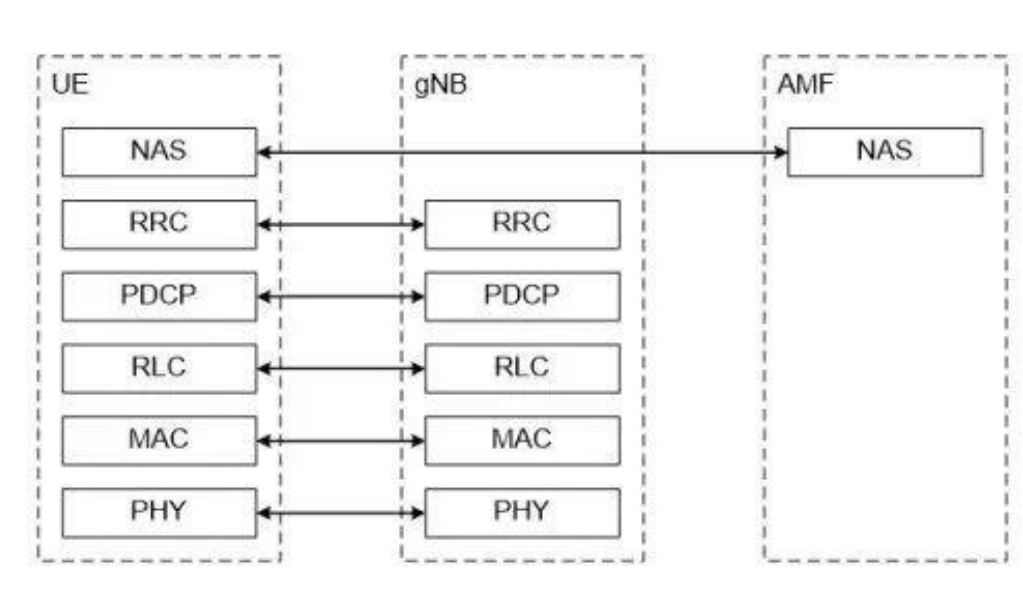 UE gNB AMF
NAS NAS
RRC RRC
PDCP PDCP
RLC RLC
MAC MAC
PHY PHY